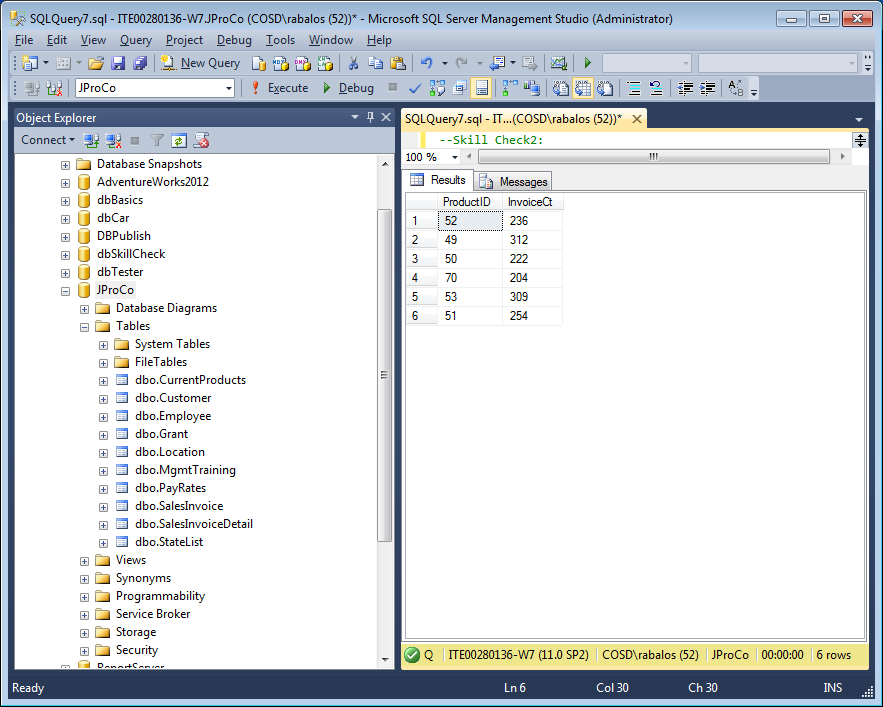 SQLQuery7.sql - ITE00280136-W7.JProCo (COSD\rabalos (52))* - Microsoft SQL Server Management Studio (Administrator)
File Edit View Query Project Debug Tools Window Help
New Query
JProCo Execute Debug
Object Explorer
Connect
Database Snapshots
AdventureWorks2012
dbBasics
dbCar
DBPublish
dbSkillCheck
dbTester
JProCo
Database Diagrams
Tables
System Tables
FileTables
dbo.CurrentProducts
dbo.Customer
dbo.Employee
dbo.Grant
dbo.Location
dbo.MgmtTraining
dbo.PayRates
dbo.SalesInvoice
dbo.SalesInvoiceDetail
dbo.StateList
Views
Synonyms
Programmability
Service Broker
Storage
Security
ReportServer
SQLQuery7.sql - IT...(COSD\rabalos (52))*
--Skill Check2:
100 %
Results Messages
ProductID InvoiceCt
1 52 236
2 49 312
3 50 222
4 70 204
5 53 309
6 51 254
Q ITE00280136-W7 (11.0 SP2) COSD\rabalos (52) JProCo 00:00:00 6 rows
Ready Ln 6 Col 30 Ch 30 INS